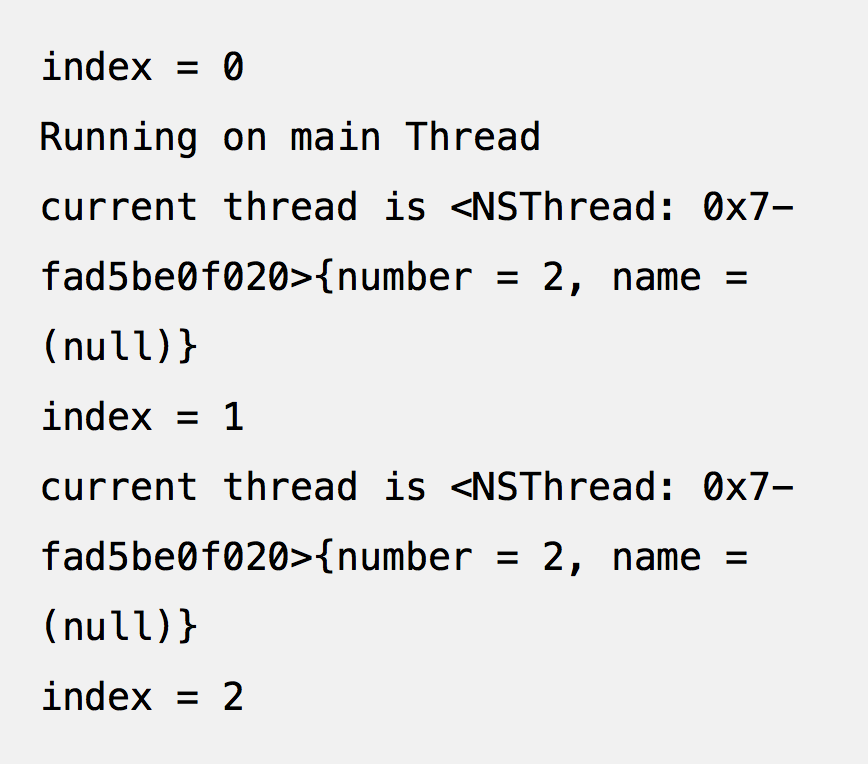 index = 0
Running on main Thread
current thread is <NSThread: 0x7-
fad5be0f020>{number = 2, name =
(null)}
index = 1
current thread is <NSThread: 0x7-
fad5be0f020>{number = 2, name =
(null)}
index = 2